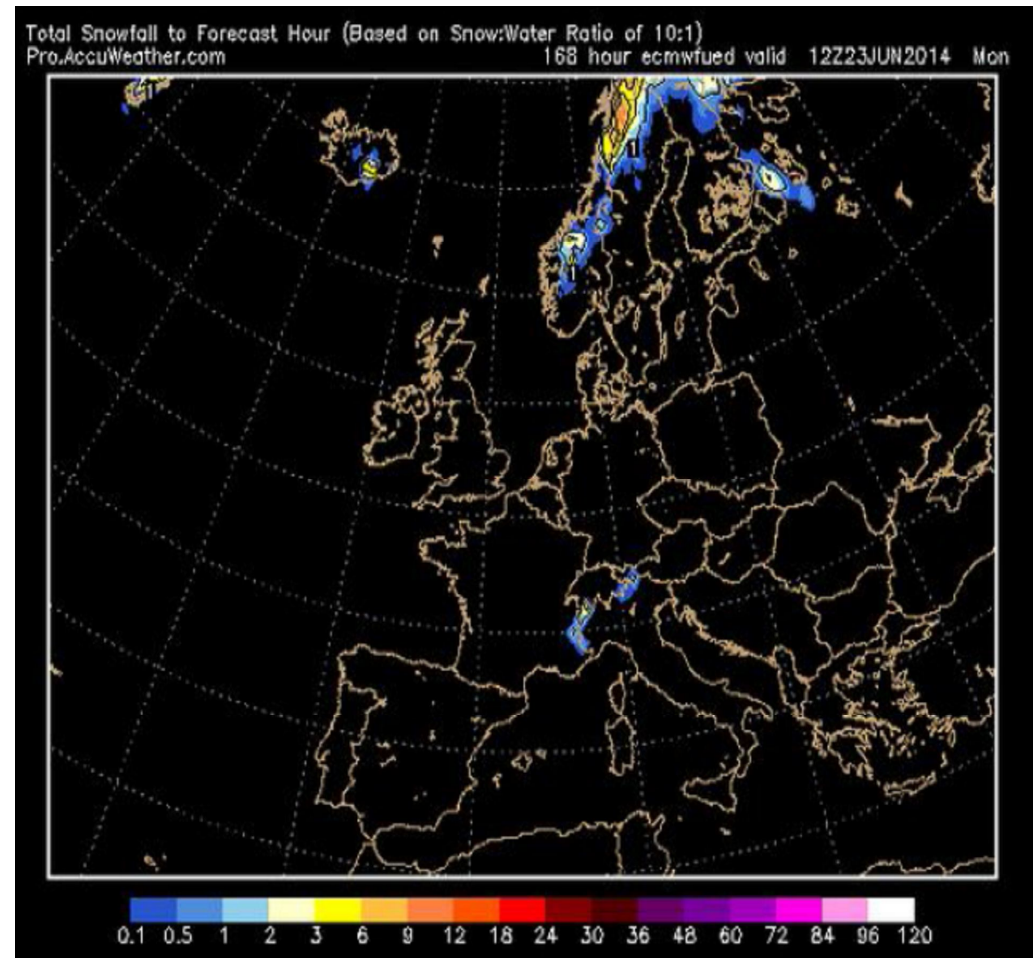 Total Snowfall to Forecast Hour (Based on Snow:Water Ratio of 10:1)
Pro.AccuWeather.com 168 hour ecmwfued valid 12Z23JUN2014 Mon
1
1
1
0.1 0.5 1 2 3 6 9 12 18 24 30 36 48 60 72 84 96 120